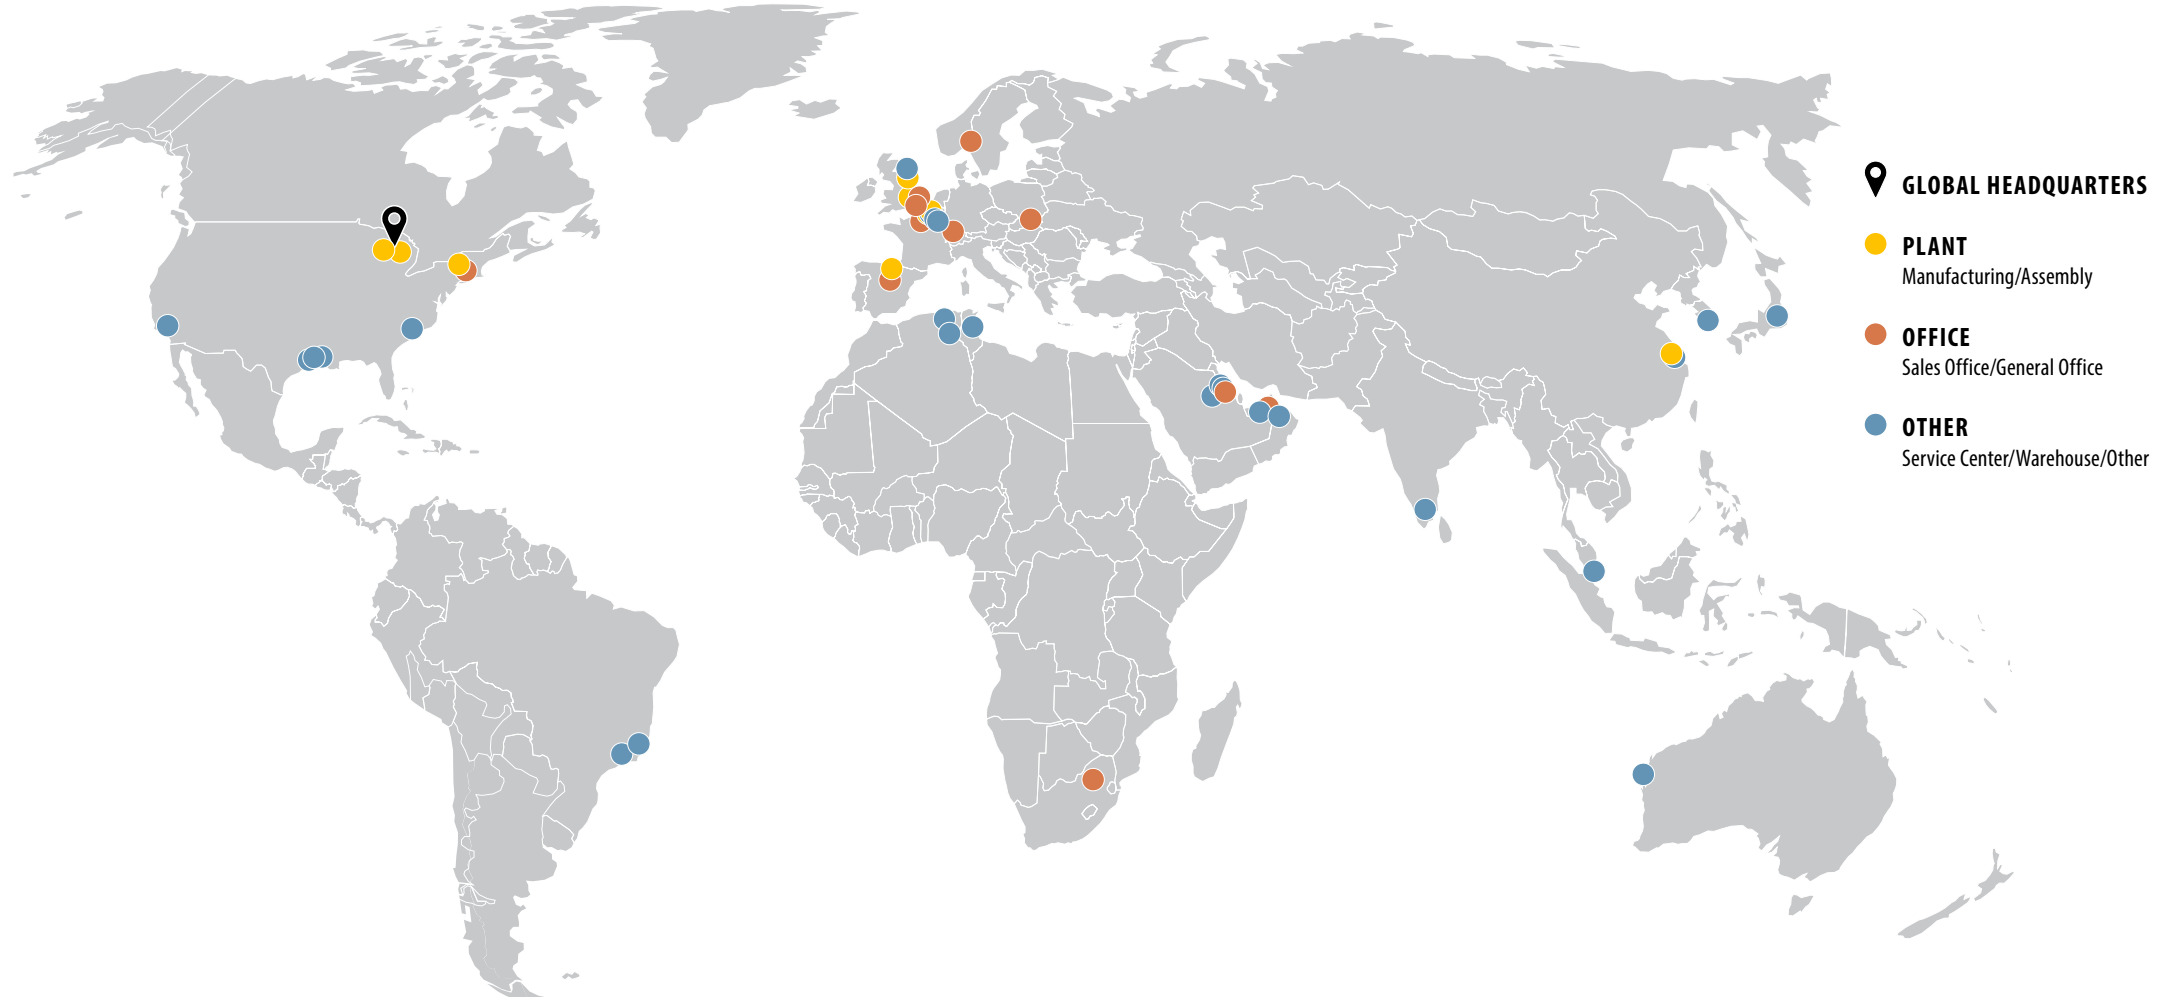 GLOBAL HEADQUARTERS
PLANT
Manufacturing/Assembly
OFFICE
Sales Office/General Office
OTHER
Service Center/Warehouse/Other